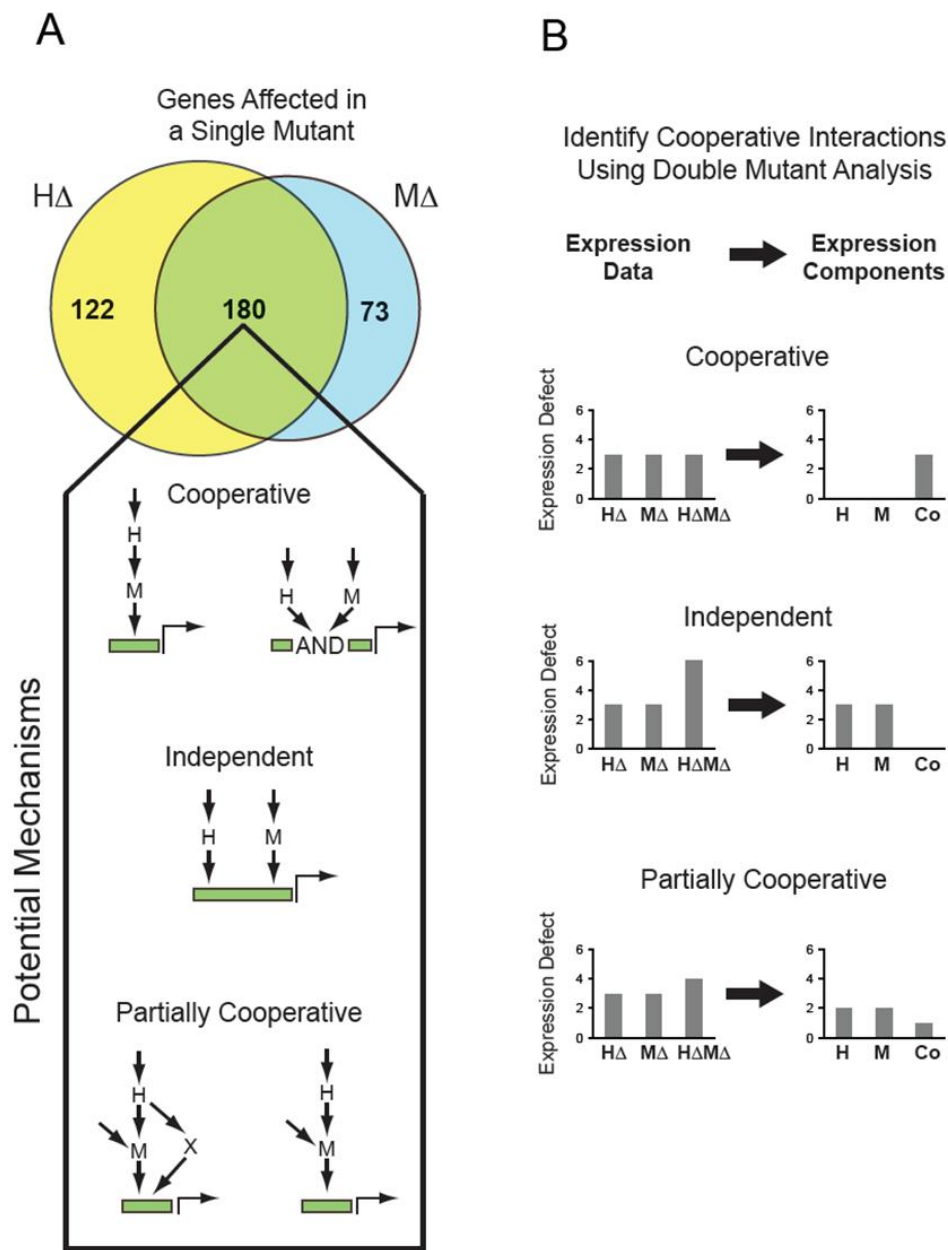 A
Genes Affected in
a Single Mutant
HΔ
MΔ
122
180
73
Potential Mechanisms
Cooperative
H
M
H
M
AND
Independent
H
M
Partially Cooperative
H
M
X
H
M
B
Identify Cooperative Interactions
Using Double Mutant Analysis
Expression
Data
Expression
Components
Cooperative
Expression Defect
6
4
2
0
HΔ MΔ HΔMΔ
6
4
2
0
H M Co
Independent
Expression Defect
6
4
2
0
HΔ MΔ HΔMΔ
6
4
2
0
H M Co
Partially Cooperative
Expression Defect
6
4
2
0
HΔ MΔ HΔMΔ
6
4
2
0
H M Co